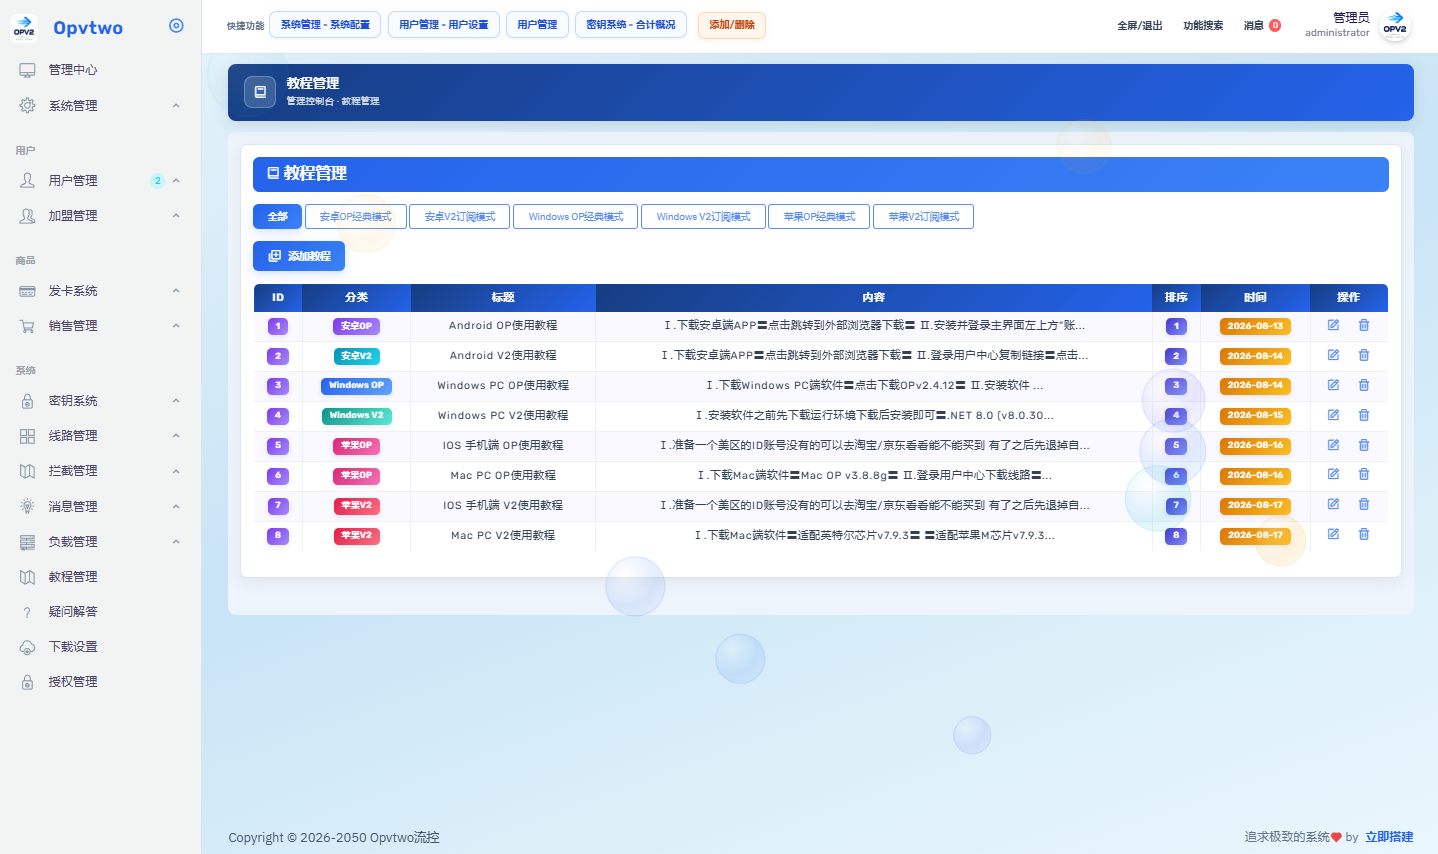 OPV2
Opvtwo
管理中心
系统管理
用户
用户管理 2
加盟管理
商品
发卡系统
销售管理
系统
密钥系统
线路管理
拦截管理
消息管理
负载管理
教程管理
疑问解答
下载设置
授权管理
快捷功能 系统管理 - 系统配置 用户管理 - 用户设置 用户管理 密钥系统 - 合计概况 添加/删除
全屏/退出 功能搜索 消息 0
管理员
administrator
OPV2
教程管理
管理控制台 · 教程管理
教程管理
全部 安卓OP经典模式 安卓V2订阅模式 Windows OP经典模式 Windows V2订阅模式 苹果OP经典模式 苹果V2订阅模式
添加教程
ID 分类 标题 内容 排序 时间 操作
1 安卓OP Android OP使用教程 Ⅰ.下载安卓端APP〓点击跳转到外部浏览器下载〓 Ⅱ.安装并登录主界面左上方“账... 1 2026-08-13
2 安卓V2 Android V2使用教程 Ⅰ.下载安卓端APP〓点击跳转到外部浏览器下载〓 Ⅱ.登录用户中心复制链接〓点击... 2 2026-08-14
3 Windows OP Windows PC OP使用教程 Ⅰ.下载Windows PC端软件〓点击下载OPv2.4.12〓 Ⅱ.安装软件 ... 3 2026-08-14
4 Windows V2 Windows PC V2使用教程 Ⅰ.安装软件之前先下载运行环境下载后安装即可〓.NET 8.0 (v8.0.30... 4 2026-08-15
5 苹果OP IOS 手机端 OP使用教程 Ⅰ.准备一个美区的ID账号没有的可以去淘宝/京东看看能不能买到 有了之后先退掉自... 5 2026-08-16
6 苹果OP Mac PC OP使用教程 Ⅰ.下载Mac端软件〓Mac OP v3.8.8g〓 Ⅱ.登录用户中心下载线路〓... 6 2026-08-16
7 苹果V2 IOS 手机端 V2使用教程 Ⅰ.准备一个美区的ID账号没有的可以去淘宝/京东看看能不能买到 有了之后先退掉自... 7 2026-08-17
8 苹果V2 Mac PC V2使用教程 Ⅰ.下载Mac端软件〓适配英特尔芯片v7.9.3〓 〓适配苹果M芯片v7.9.3... 8 2026-08-17
Copyright © 2026-2050 Opvtwo流控
追求极致的系统 by 立即搭建